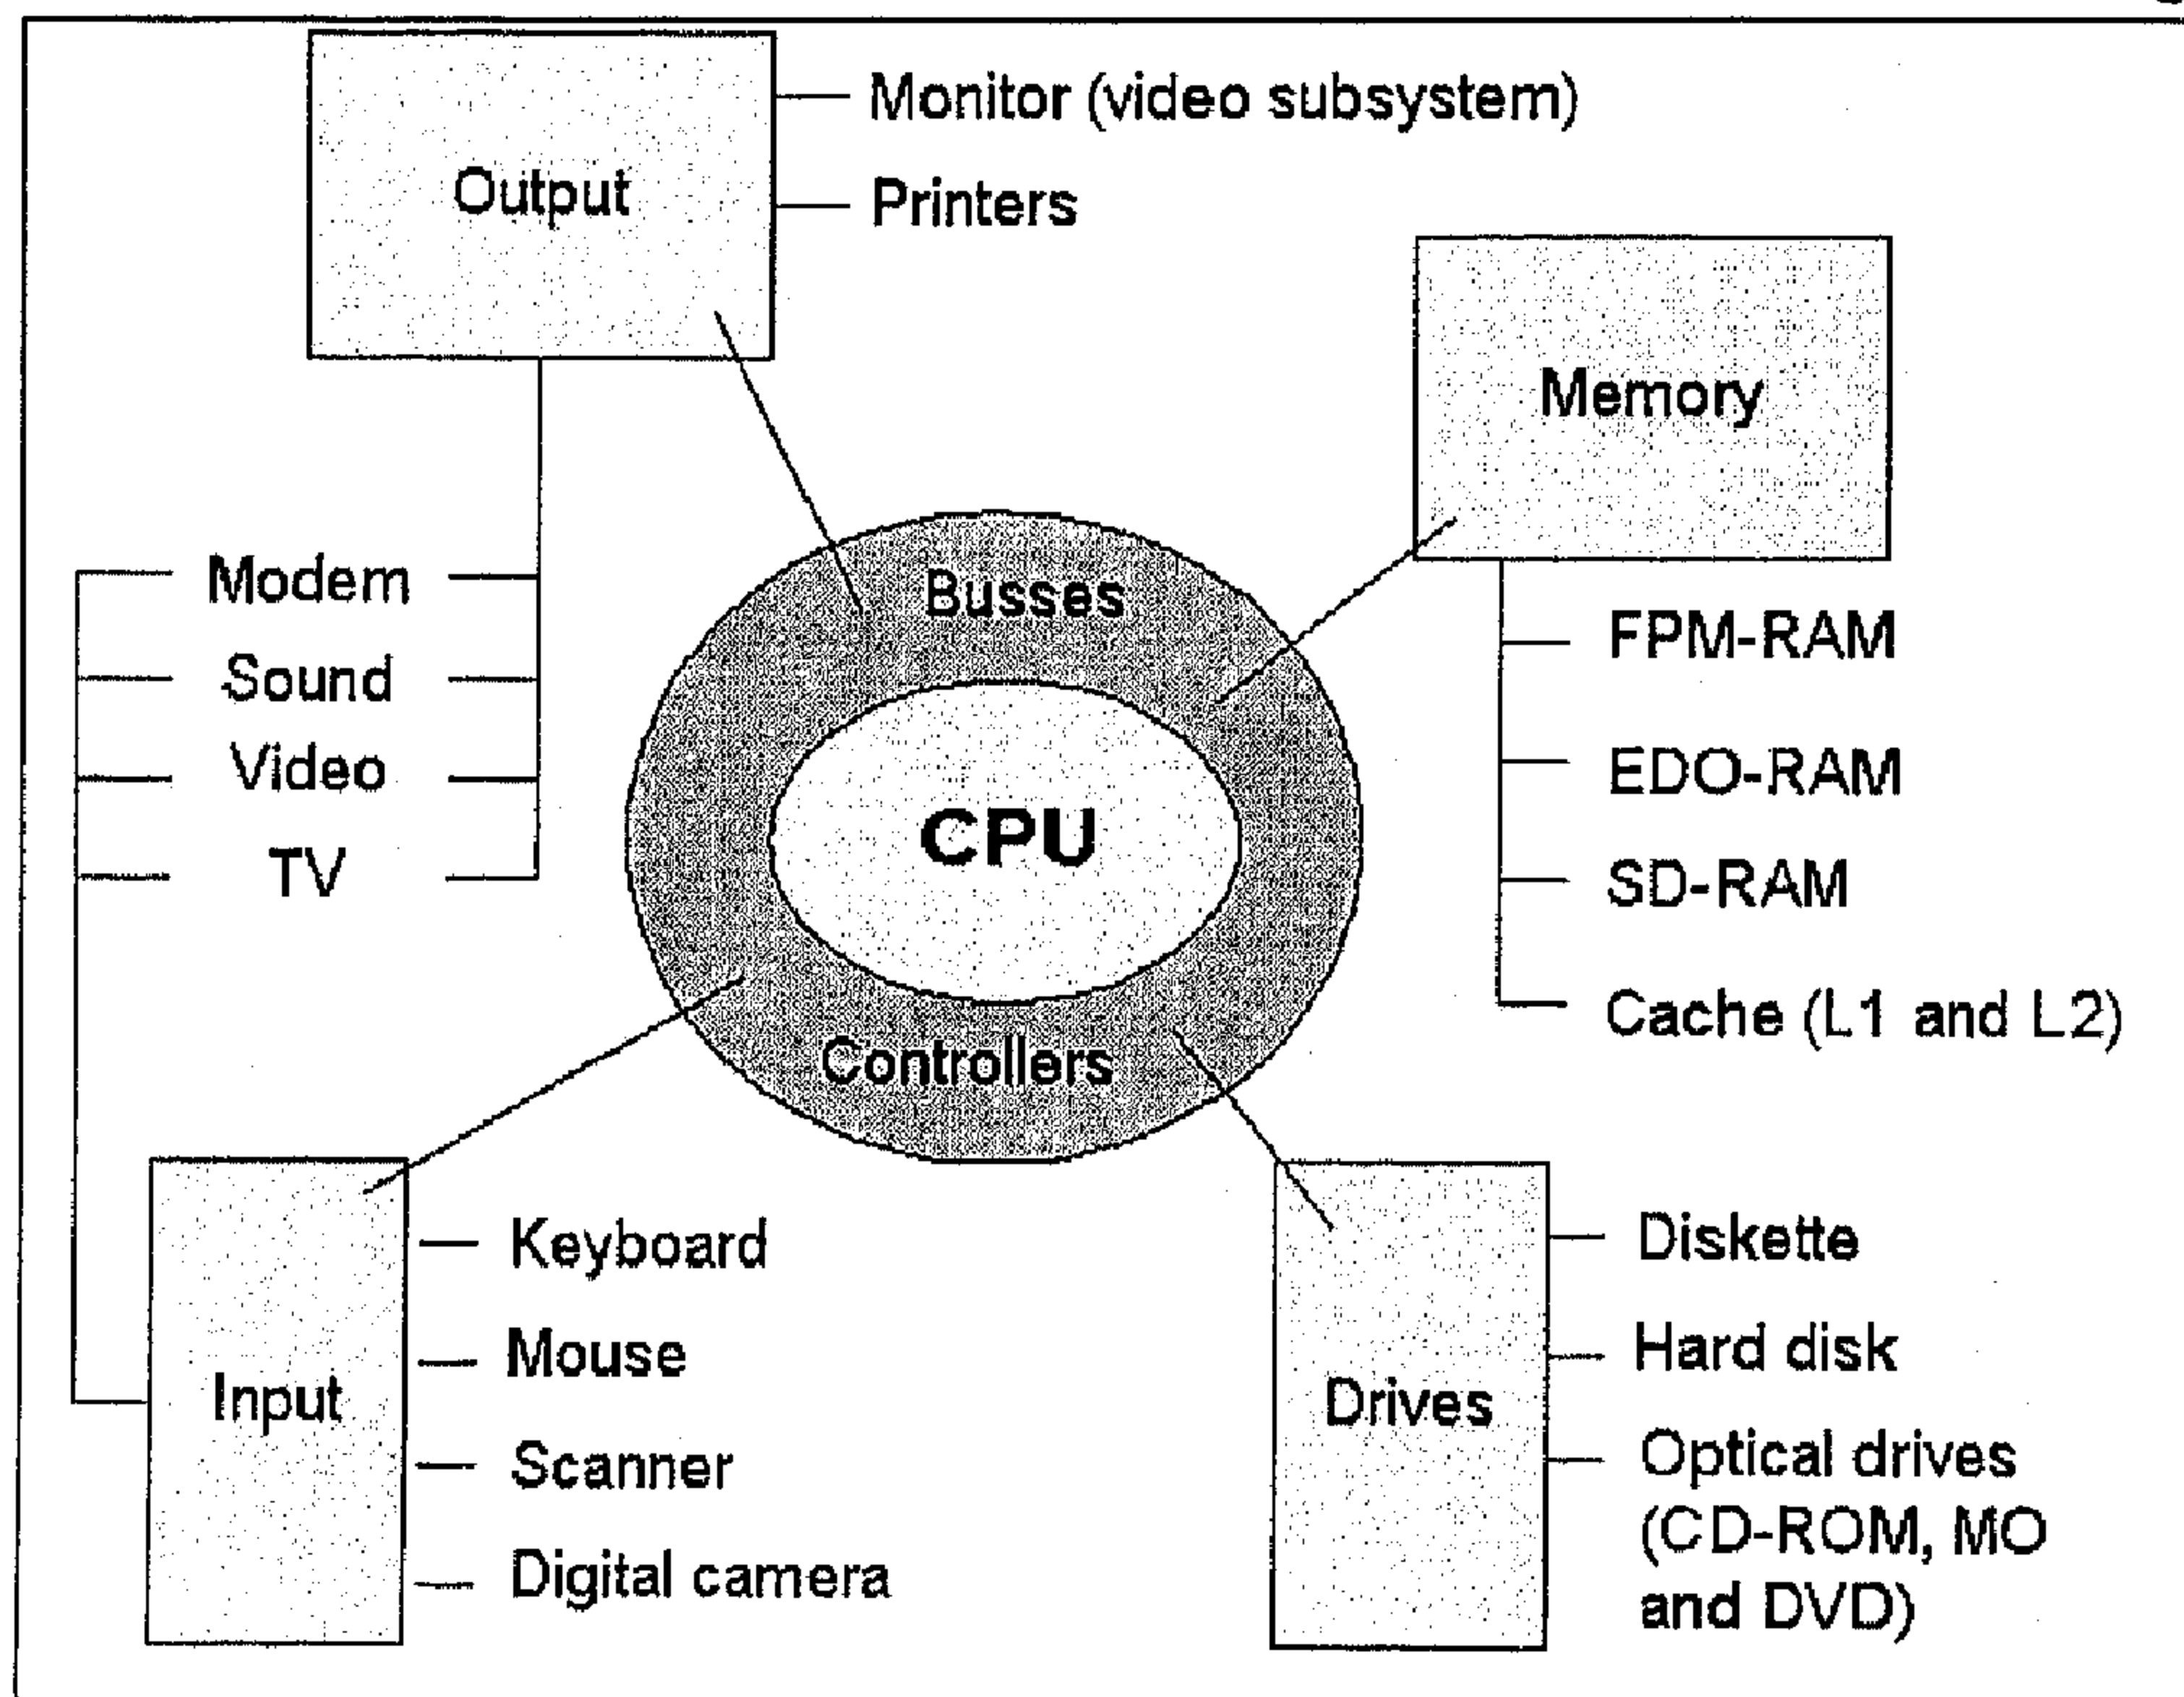 Output
Monitor (video subsystem)
Printers
Memory
FPM-RAM
EDO-RAM
SD-RAM
Cache (L1 and L2)
Modem
Sound
Video
TV
Busses
CPU
Controllers
Input
Keyboard
Mouse
Scanner
Digital camera
Drives
Diskette
Hard disk
Optical drives
(CD-ROM, MO
and DVD)